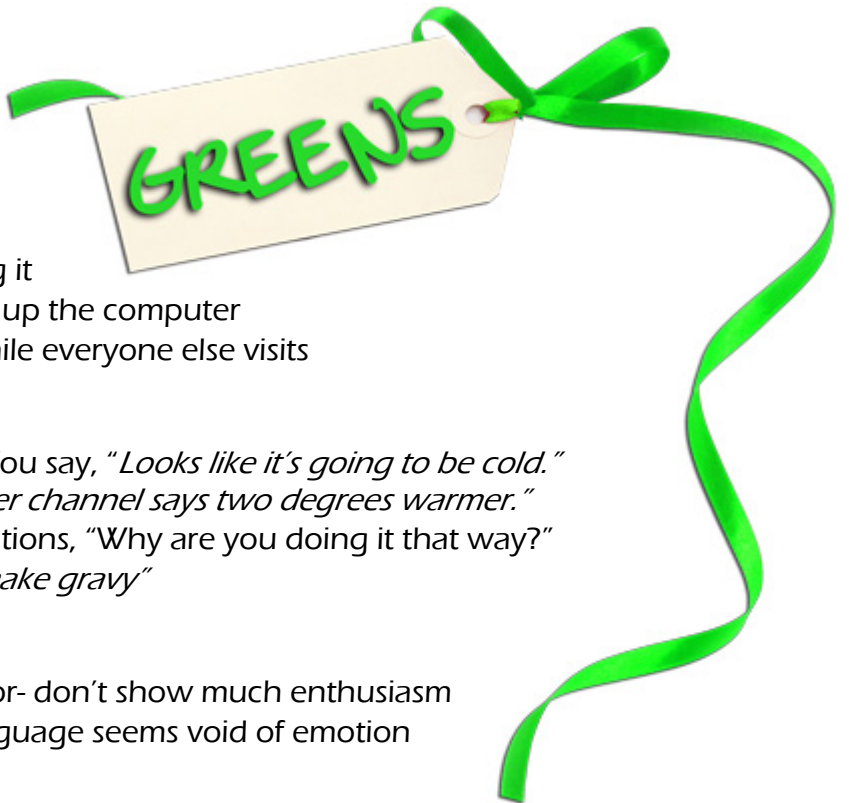 GREENS
g it
up the computer
ile everyone else visits
ou say, “Looks like it’s going to be cold.”
er channel says two degrees warmer.”
tions, “Why are you doing it that way?”
ake gravy”
or- don’t show much enthusiasm
guage seems void of emotion